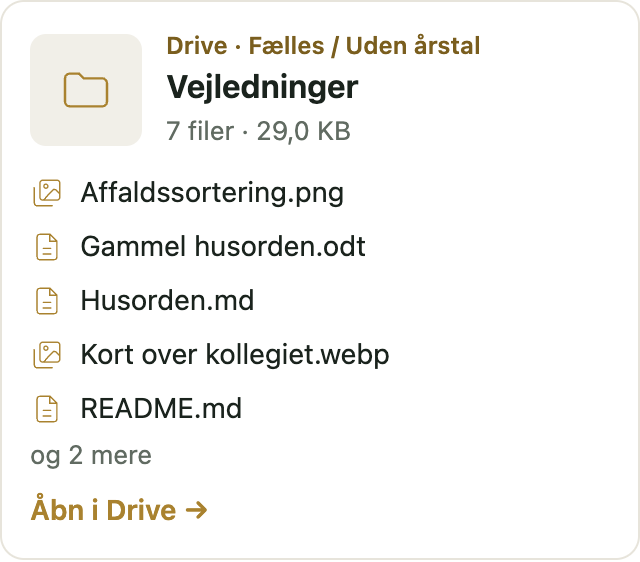 Drive · Fælles / Uden årstal
Vejledninger
7 filer · 29,0 KB
Affaldssortering.png
Gammel husorden.odt
Husorden.md
Kort over kollegiet.webp
README.md
og 2 mere
Åbn i Drive →